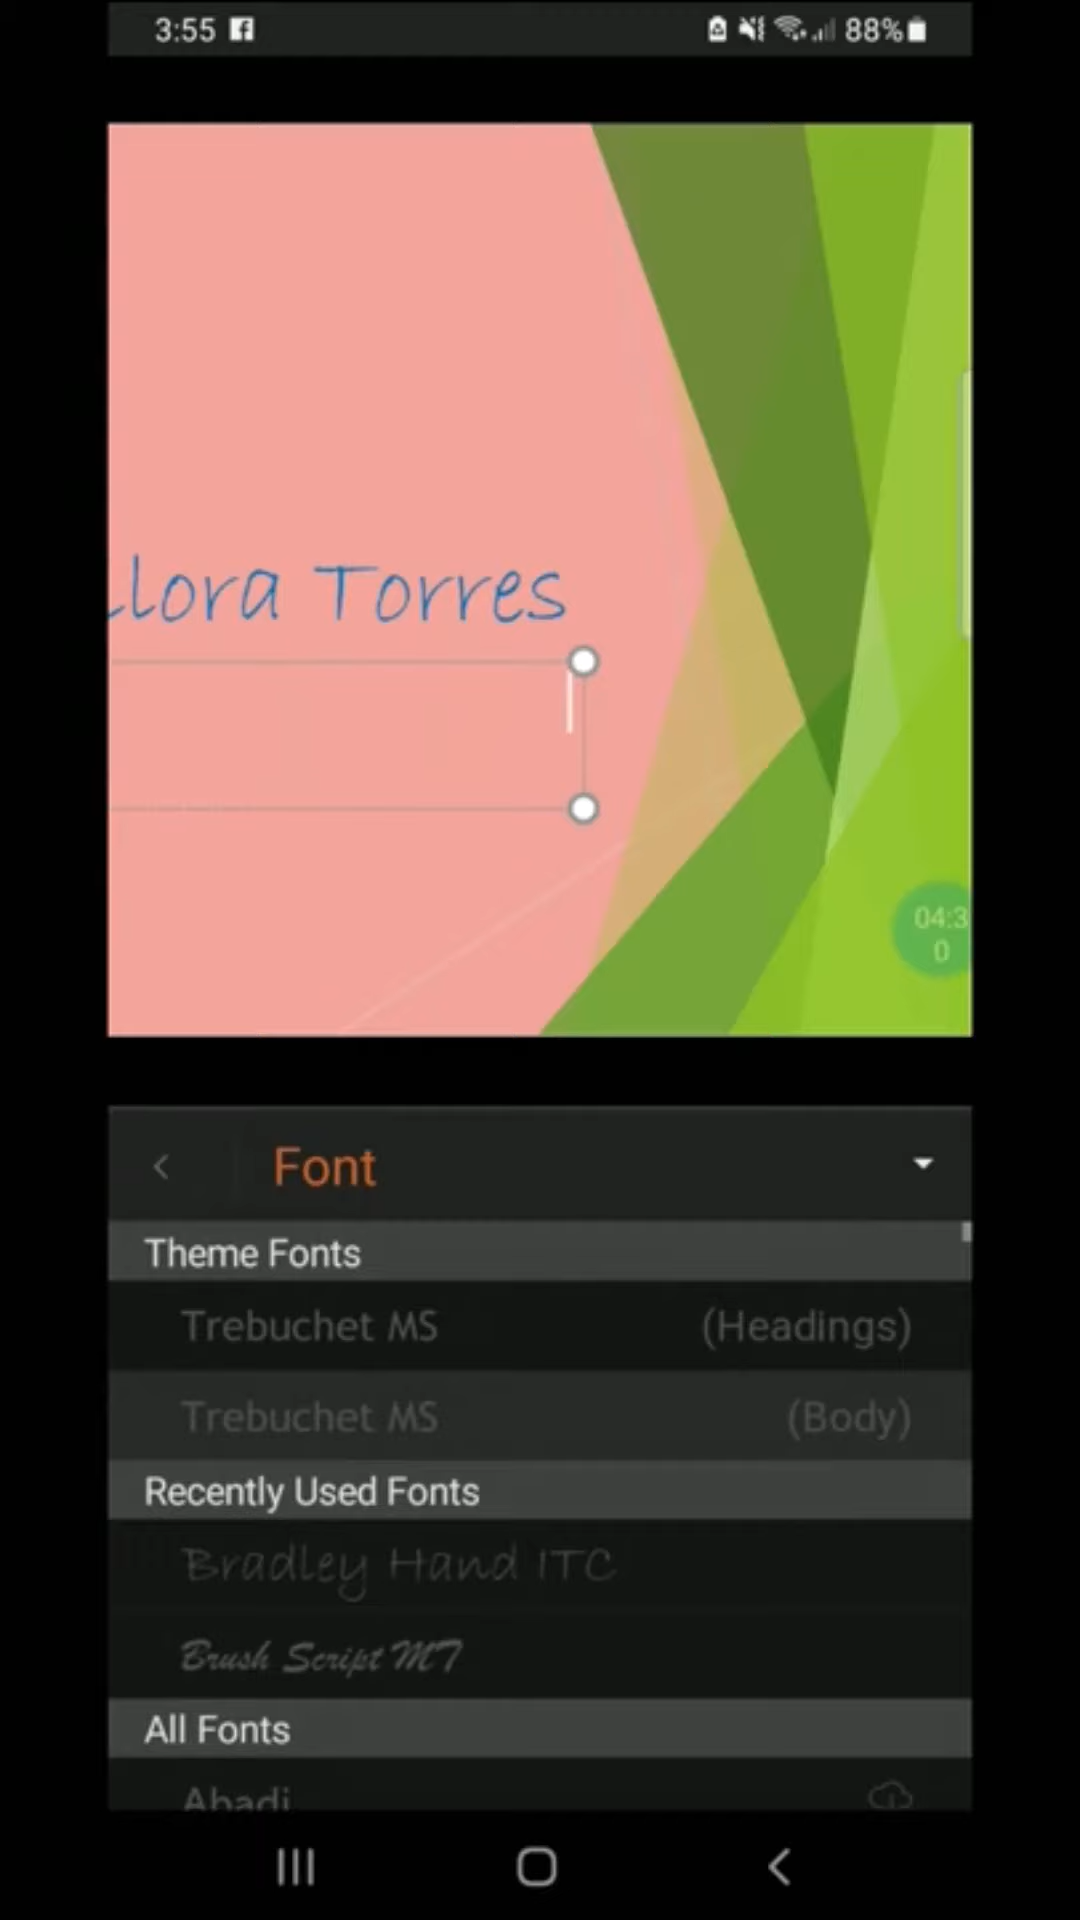 3:55 88%
llora Torres
04:3
0
Font
Theme Fonts
Trebuchet MS (Headings)
Trebuchet MS (Body)
Recently Used Fonts
Bradley Hand ITC
Brush Script MT
All Fonts
Abadi